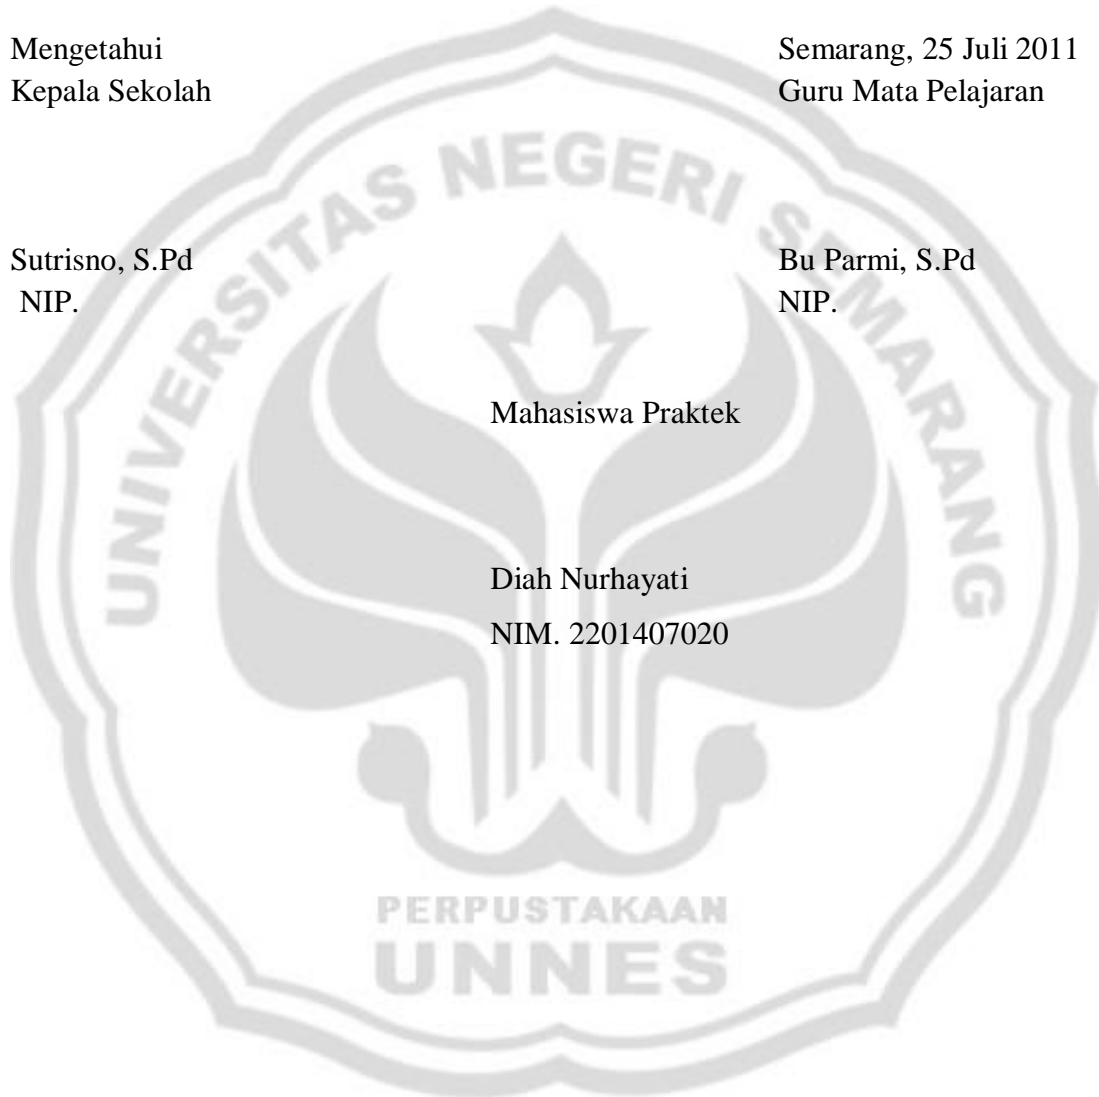 Mengetahui
Kepala Sekolah
Semarang, 25 Juli 2011
Guru Mata Pelajaran
Sutrisno, S.Pd
NIP.
Bu Parmi, S.Pd
NIP.
Mahasiswa Praktek
Diah Nurhayati
NIM. 2201407020
UNIVERSITAS NEGERI SEMARANG
PERPUSTAKAAN
UNNES